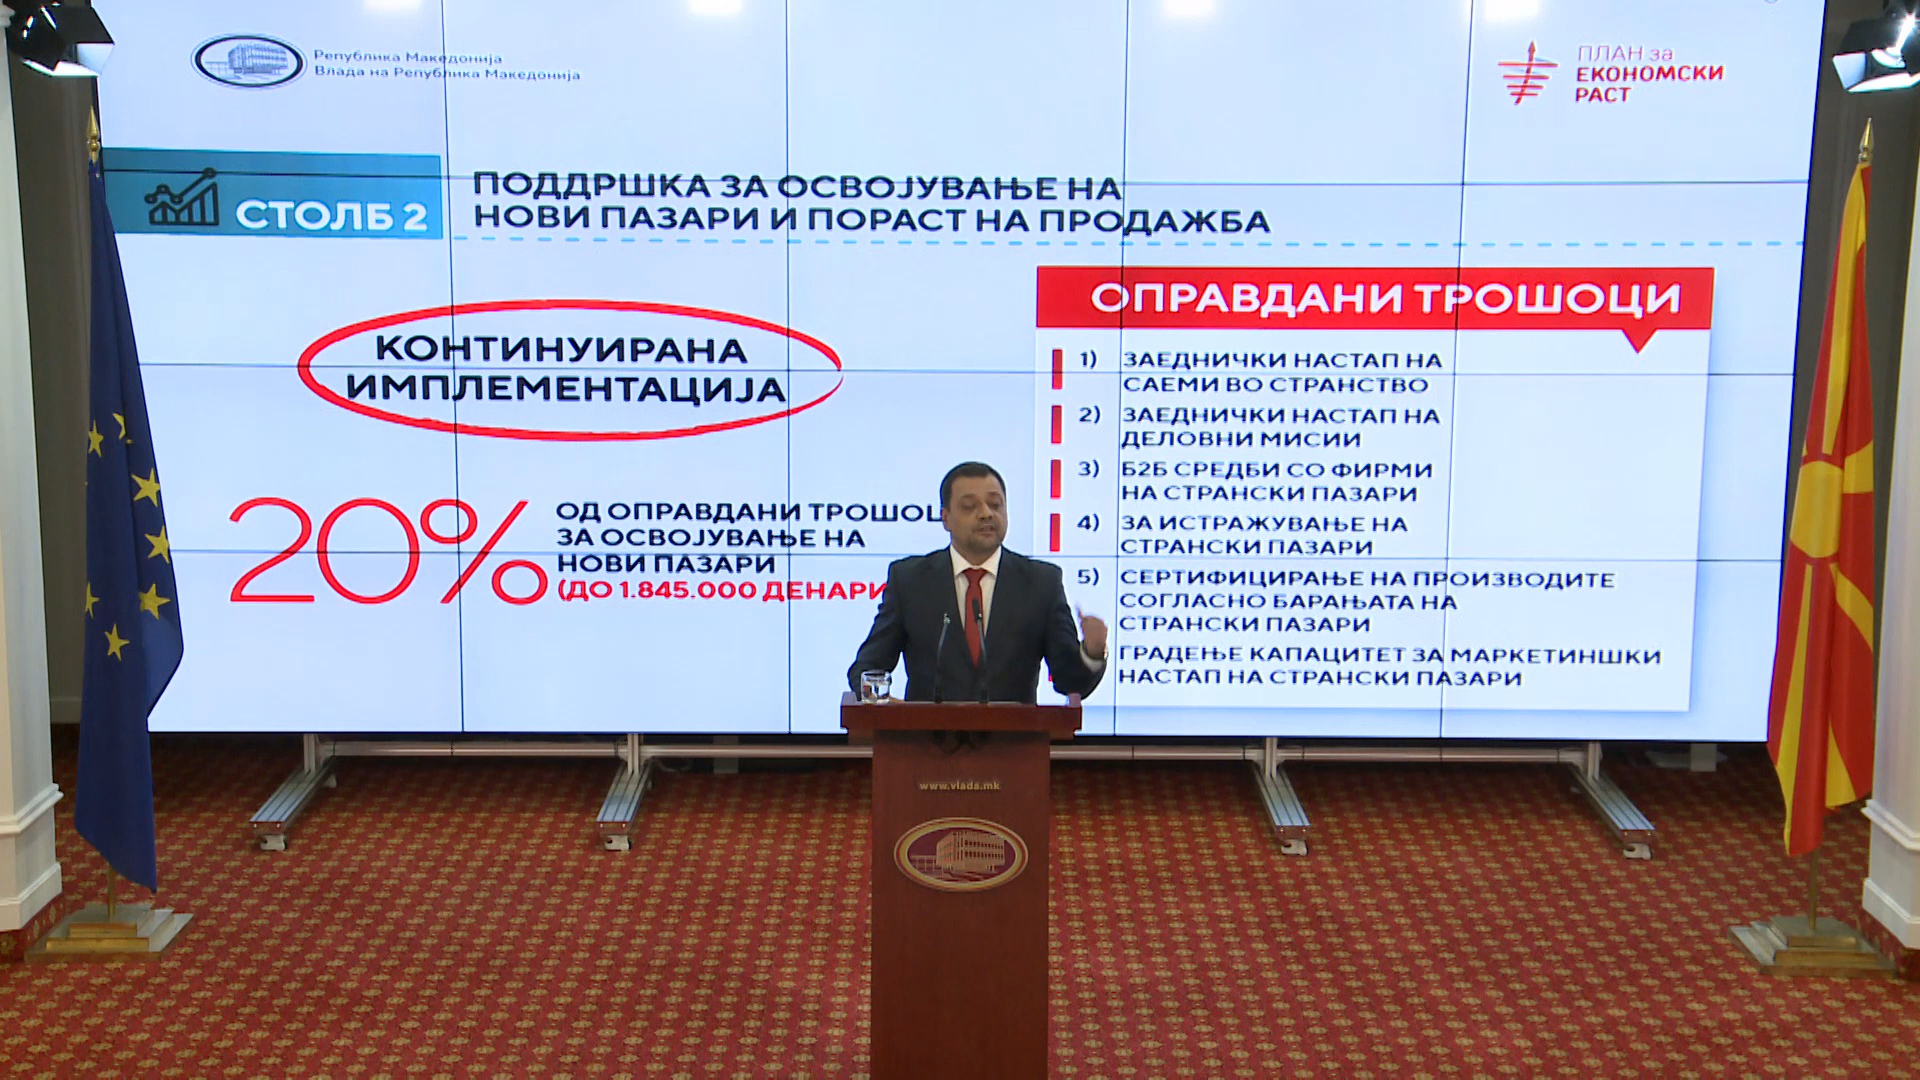 Република Македонија
Влада на Република Македонија
ПЛАН за
ЕКОНОМСКИ
РАСТ
СТОЛБ 2
ПОДДРШКА ЗА ОСВОЈУВАЊЕ НА
НОВИ ПАЗАРИ И ПОРАСТ НА ПРОДАЖБА
КОНТИНУИРАНА
ИМПЛЕМЕНТАЦИЈА
20%
ОД ОПРАВДАНИ ТРОШОЦ
ЗА ОСВОЈУВАЊЕ НА
НОВИ ПАЗАРИ
(ДО 1.845.000 ДЕНАРИ
ОПРАВДАНИ ТРОШОЦИ
1) ЗАЕДНИЧКИ НАСТАП НА
САЕМИ ВО СТРАНСТВО
2) ЗАЕДНИЧКИ НАСТАП НА
ДЕЛОВНИ МИСИИ
3) Б2Б СРЕДБИ СО ФИРМИ
НА СТРАНСКИ ПАЗАРИ
4) ЗА ИСТРАЖУВАЊЕ НА
СТРАНСКИ ПАЗАРИ
5) СЕРТИФИЦИРАЊЕ НА ПРОИЗВОДИТЕ
СОГЛАСНО БАРАЊАТА НА
СТРАНСКИ ПАЗАРИ
ГРАДЕЊЕ КАПАЦИТЕТ ЗА МАРКЕТИНШКИ
НАСТАП НА СТРАНСКИ ПАЗАРИ
www.vlada.mk